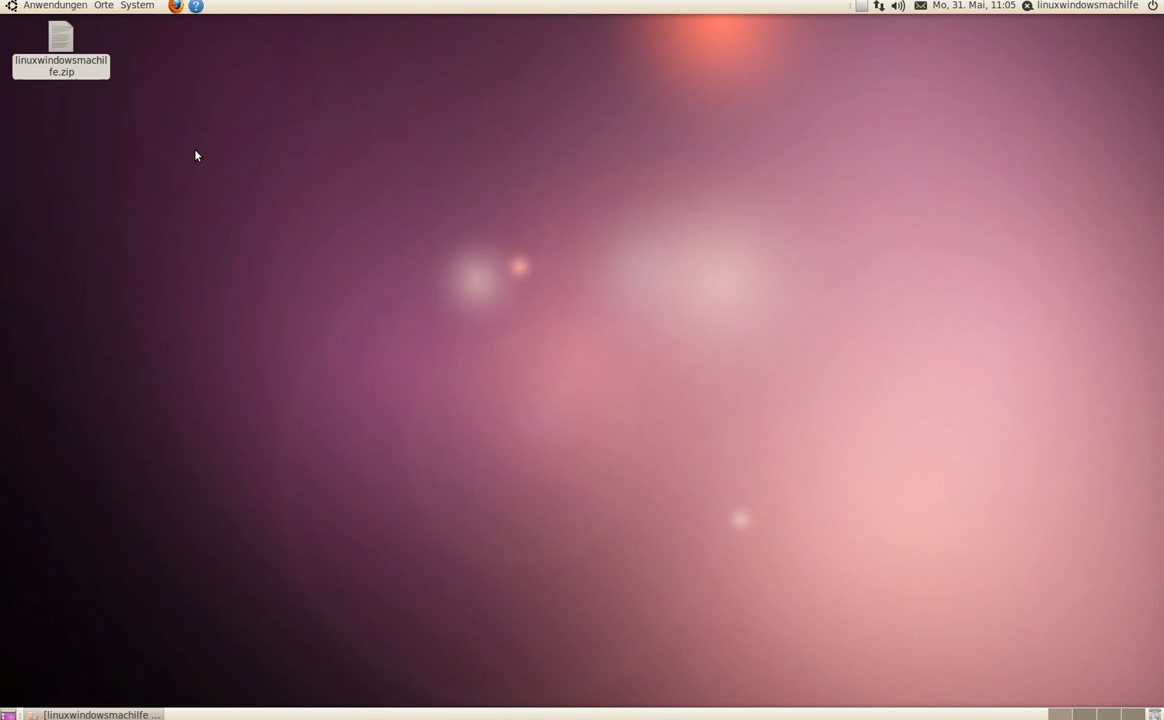 Anwendungen Orte System ? Mo, 31. Mai, 11:05 linuxwindowsmachilfe
linuxwindowsmachil
fe.zip
[linuxwindowsmachilfe ...